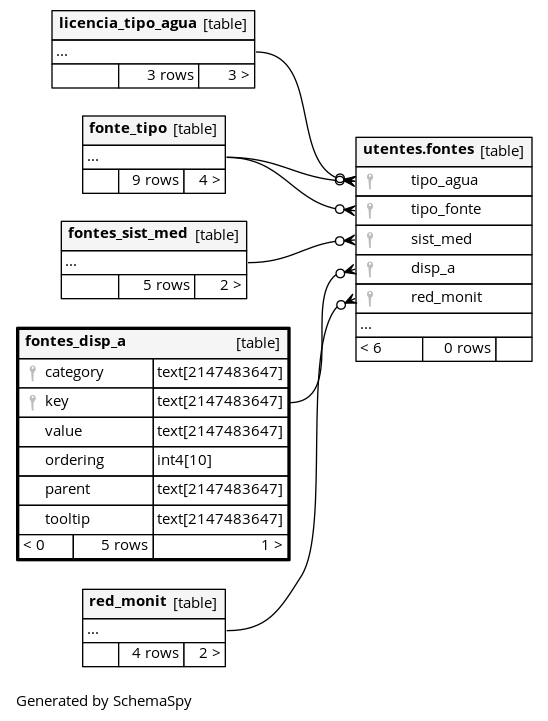 licencia_tipo_agua [table]
...
3 rows 3 >
fonte_tipo [table]
...
9 rows 4 >
utentes.fontes [table]
tipo_agua
tipo_fonte
sist_med
disp_a
red_monit
...
< 6 0 rows
fontes_sist_med [table]
...
5 rows 2 >
fontes_disp_a [table]
category text[2147483647]
key text[2147483647]
value text[2147483647]
ordering int4[10]
parent text[2147483647]
tooltip text[2147483647]
< 0 5 rows 1 >
red_monit [table]
...
4 rows 2 >
Generated by SchemaSpy